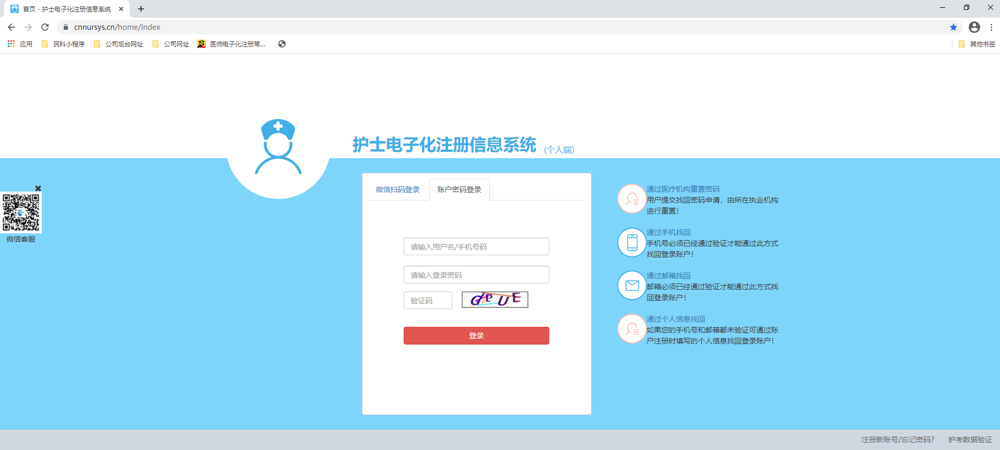 首页 - 护士电子化注册信息系统
cnnursys.cn/home/index
应用
民科小程序
公司后台网址
公司网址
医师电子化注册常...
其他书签
护士电子化注册信息系统 (个人端)
微信扫码登录
账户密码登录
请输入用户名/手机号码
请输入登录密码
验证码
登录
微信客服
通过医疗机构重置密码
用户提交找回密码申请，由所在执业机构
进行重置！
通过手机找回
手机号必须已经通过验证才能通过此方式
找回登录账户！
通过邮箱找回
邮箱必须已经通过验证才能通过此方式找
回登录账户！
通过个人信息找回
如果您的手机号和邮箱都未验证可通过账
户注册时填写的个人信息找回登录账户！
注册新账号/忘记密码？
护考数据验证